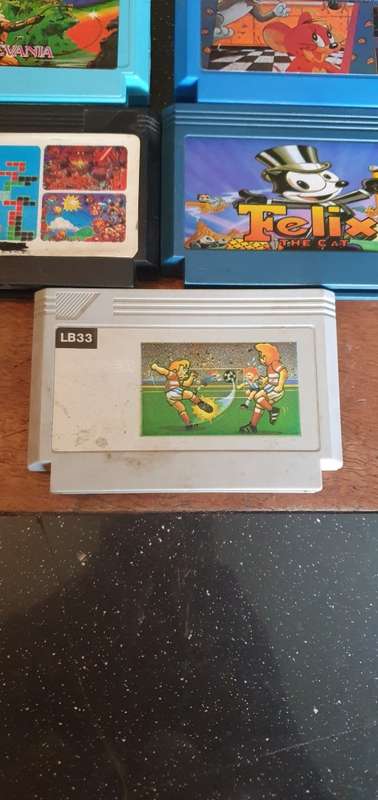 VANIA
Felix
THE CAT
LB33